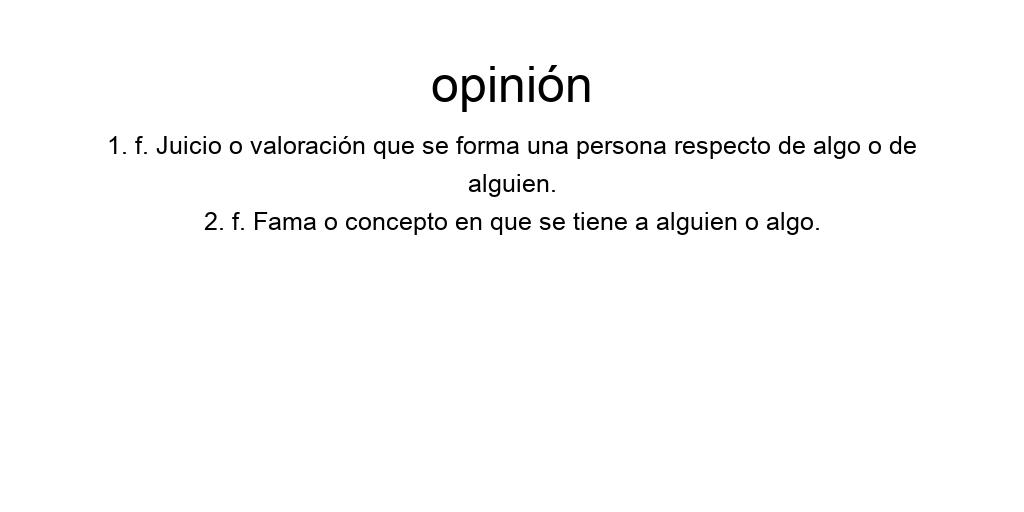 opinión
1. f. Juicio o valoración que se forma una persona respecto de algo o de
alguien.
2. f. Fama o concepto en que se tiene a alguien o algo.